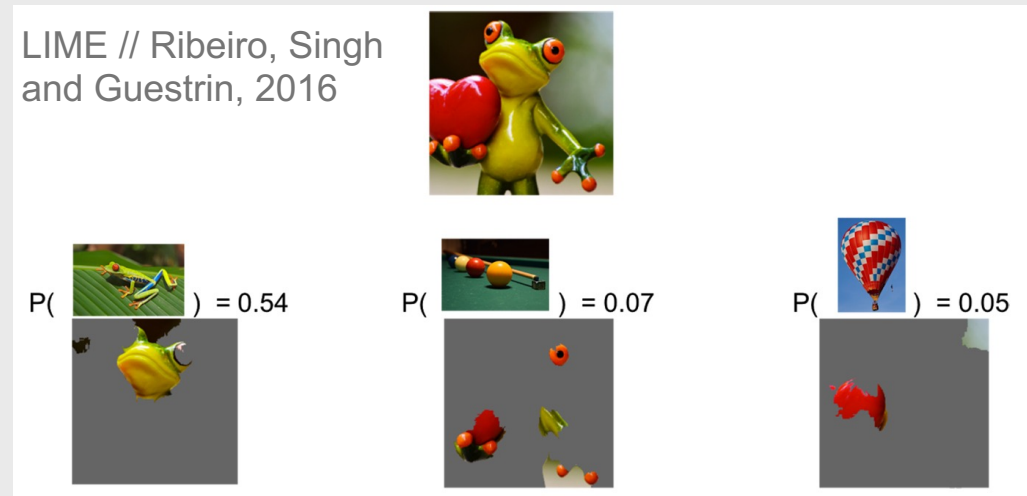 LIME // Ribeiro, Singh
and Guestrin, 2016
P( ) = 0.54
P( ) = 0.07
P( ) = 0.05